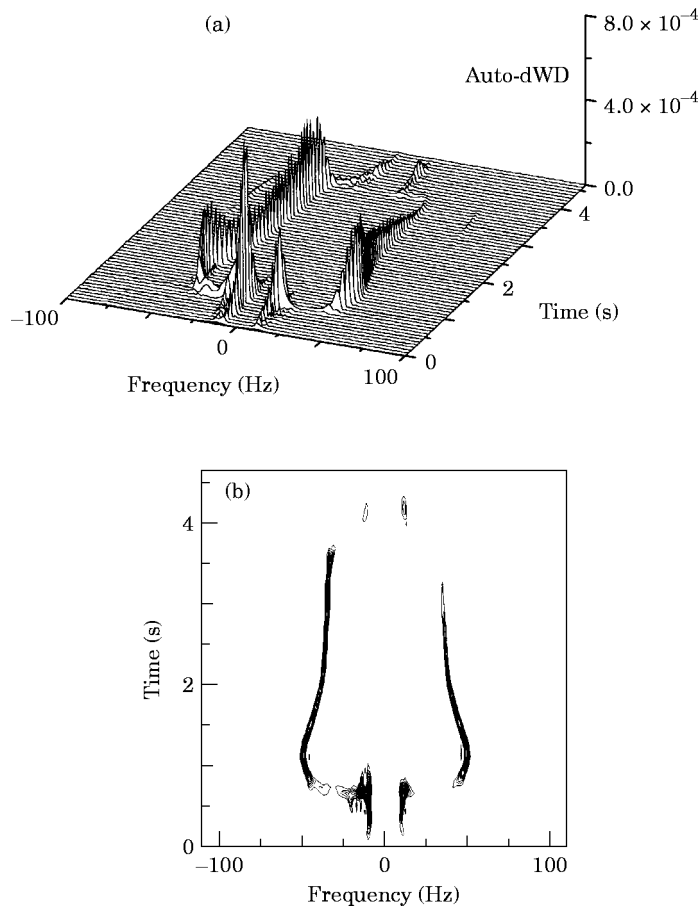 (a)
8.0 × 10⁻⁴
Auto-dWD
4.0 × 10⁻⁴
0.0
4
2
Time (s)
–100
0
0
Frequency (Hz)
100
(b)
4
Time (s)
2
0
–100
0
100
Frequency (Hz)